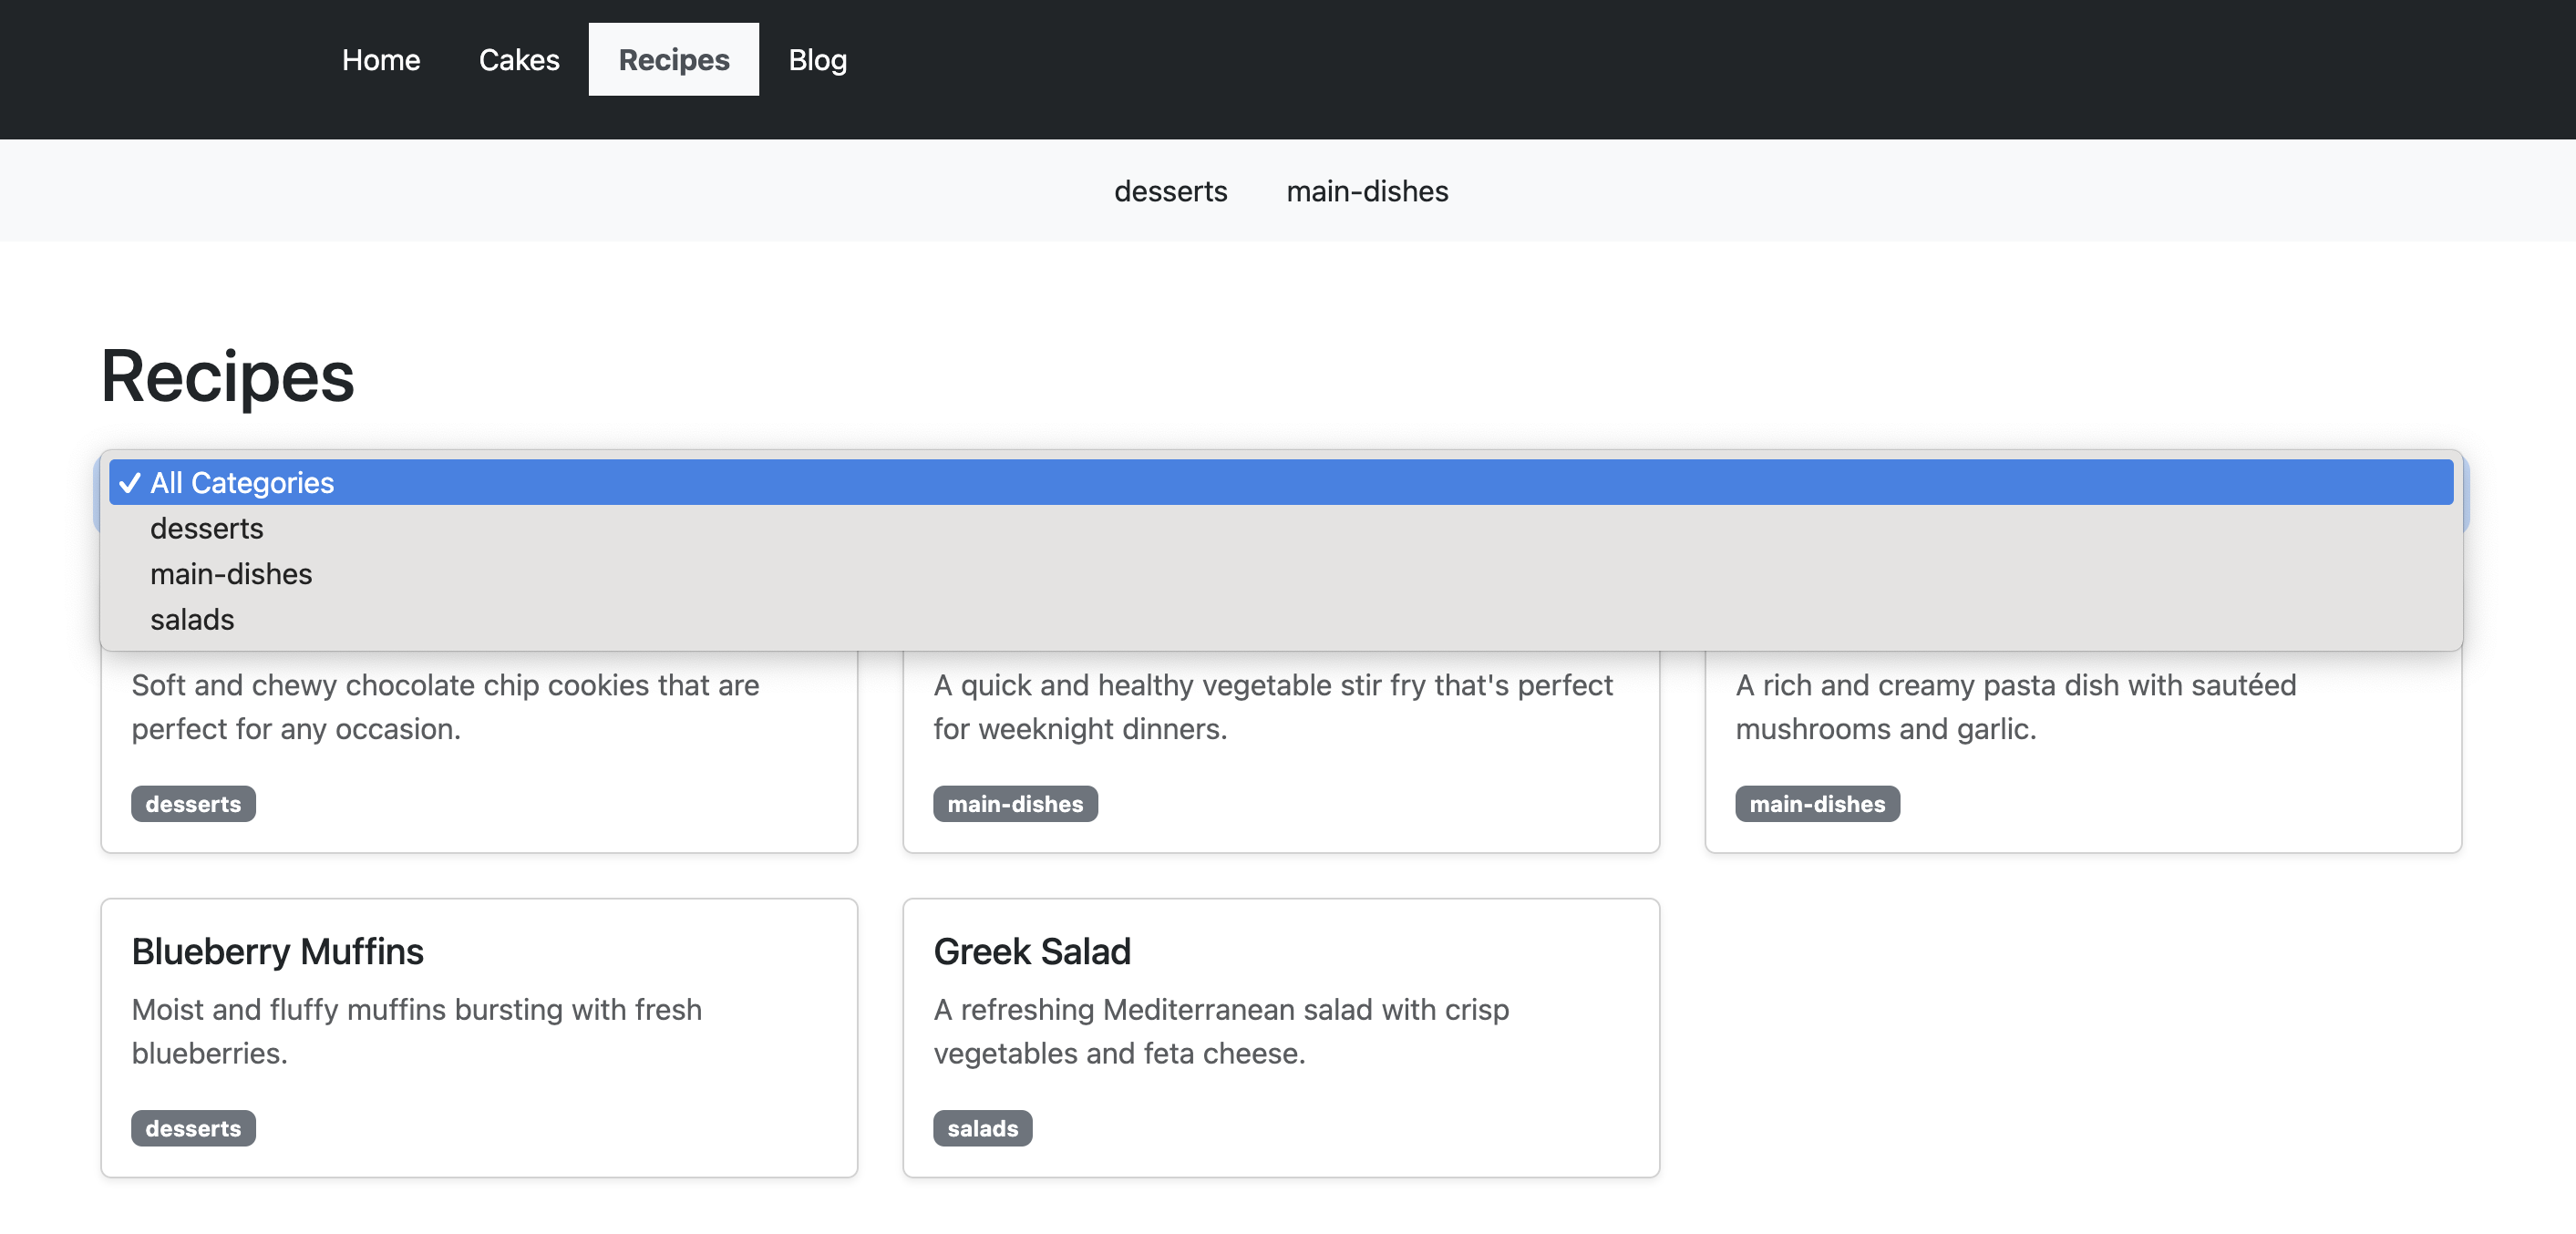 Home Cakes Recipes Blog
desserts main-dishes
Recipes
All Categories
desserts
main-dishes
salads
Soft and chewy chocolate chip cookies that are
perfect for any occasion.
desserts
A quick and healthy vegetable stir fry that's perfect
for weeknight dinners.
main-dishes
A rich and creamy pasta dish with sautéed
mushrooms and garlic.
main-dishes
Blueberry Muffins
Moist and fluffy muffins bursting with fresh
blueberries.
desserts
Greek Salad
A refreshing Mediterranean salad with crisp
vegetables and feta cheese.
salads